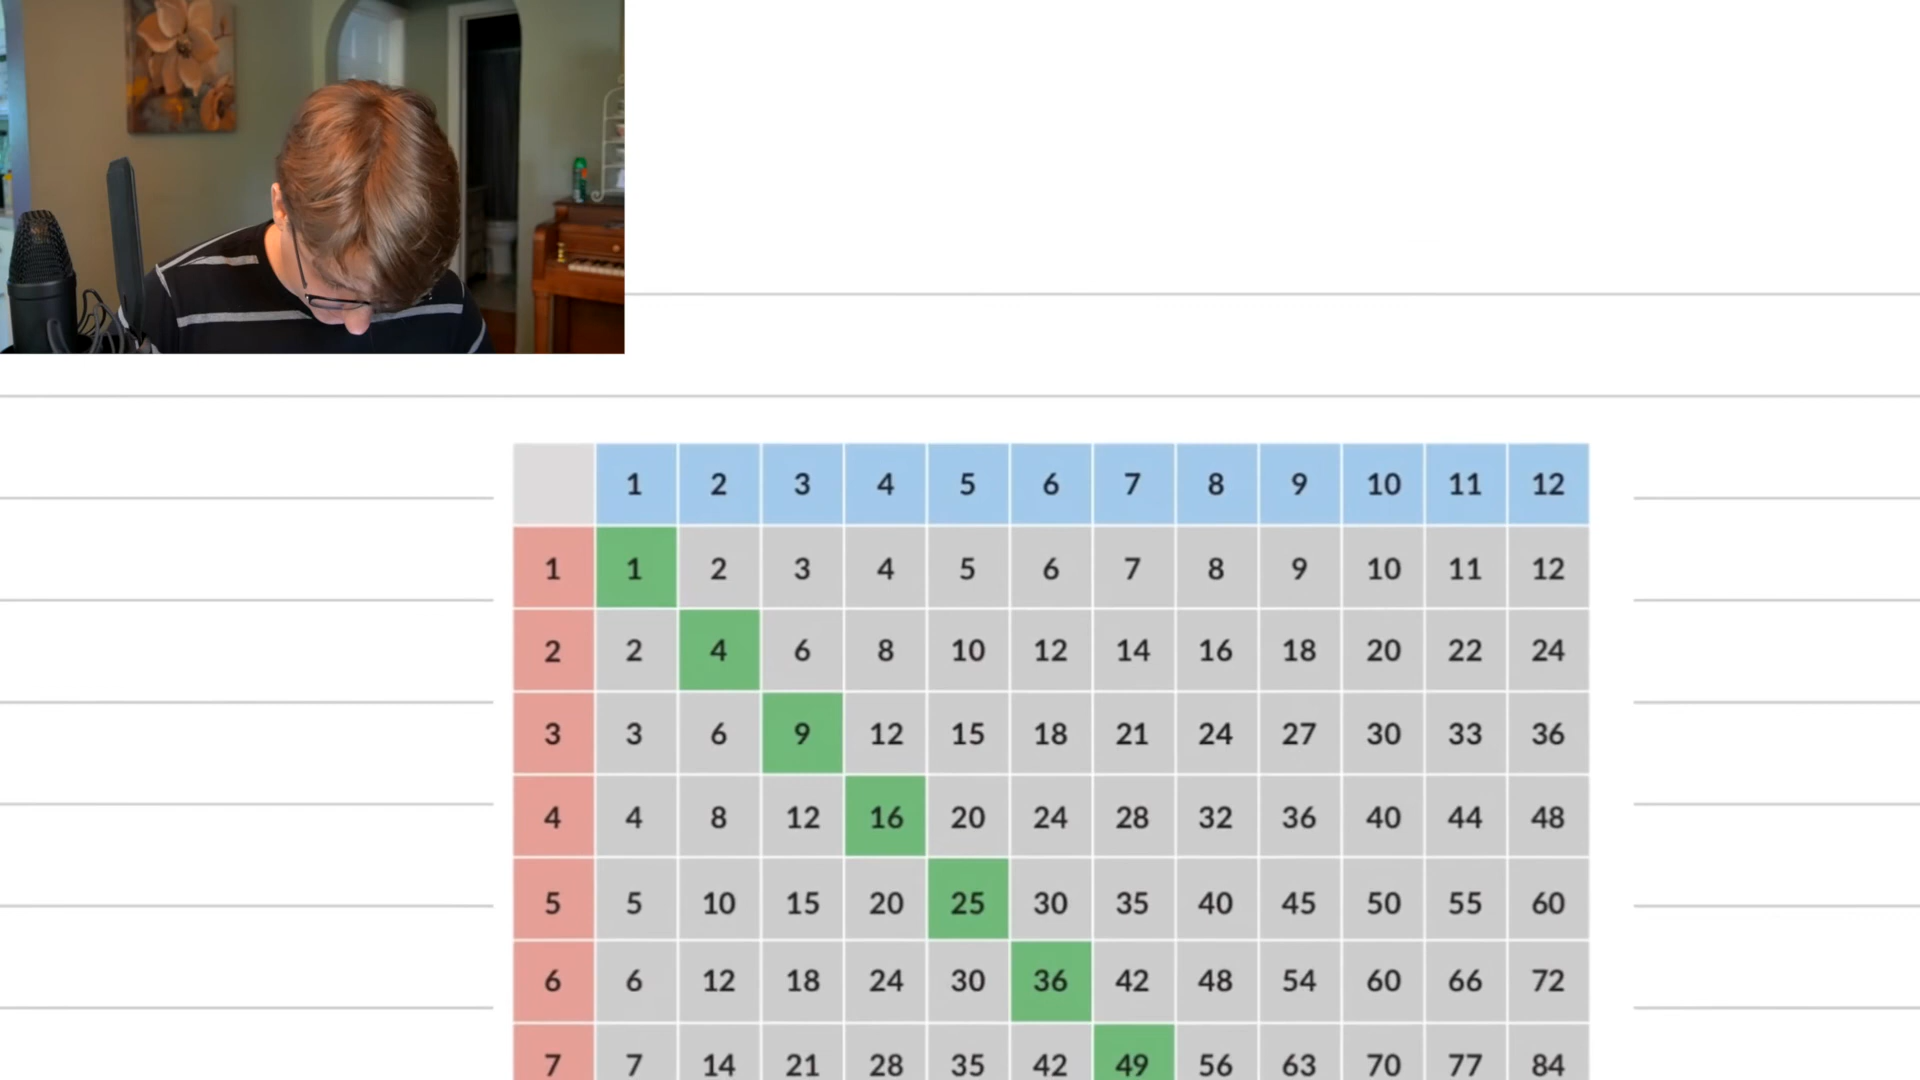 1 2 3 4 5 6 7 8 9 10 11 12
1 1 2 3 4 5 6 7 8 9 10 11 12
2 2 4 6 8 10 12 14 16 18 20 22 24
3 3 6 9 12 15 18 21 24 27 30 33 36
4 4 8 12 16 20 24 28 32 36 40 44 48
5 5 10 15 20 25 30 35 40 45 50 55 60
6 6 12 18 24 30 36 42 48 54 60 66 72
7 7 14 21 28 35 42 49 56 63 70 77 84